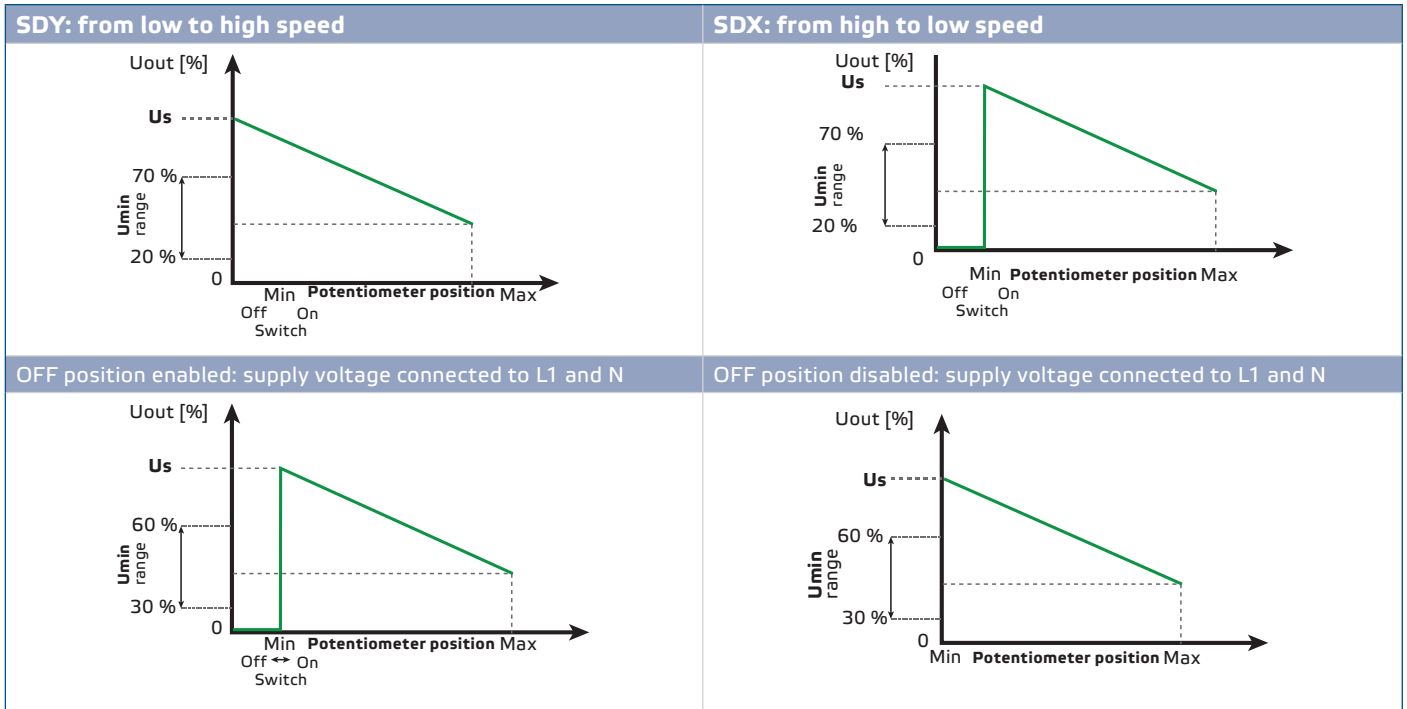 SDY: from low to high speed
Uout [%]
Us
70 %
Umin
range
20 %
0
Min Potentiometer position Max
Off On
Switch
SDX: from high to low speed
Uout [%]
Us
70 %
Umin
range
20 %
0
Min Potentiometer position Max
Off On
Switch
OFF position enabled: supply voltage connected to L1 and N
Uout [%]
Us
60 %
Umin
range
30 %
0
Min Potentiometer position Max
Off On
Switch
OFF position disabled: supply voltage connected to L1 and N
Uout [%]
Us
60 %
Umin
range
30 %
0
Min Potentiometer position Max